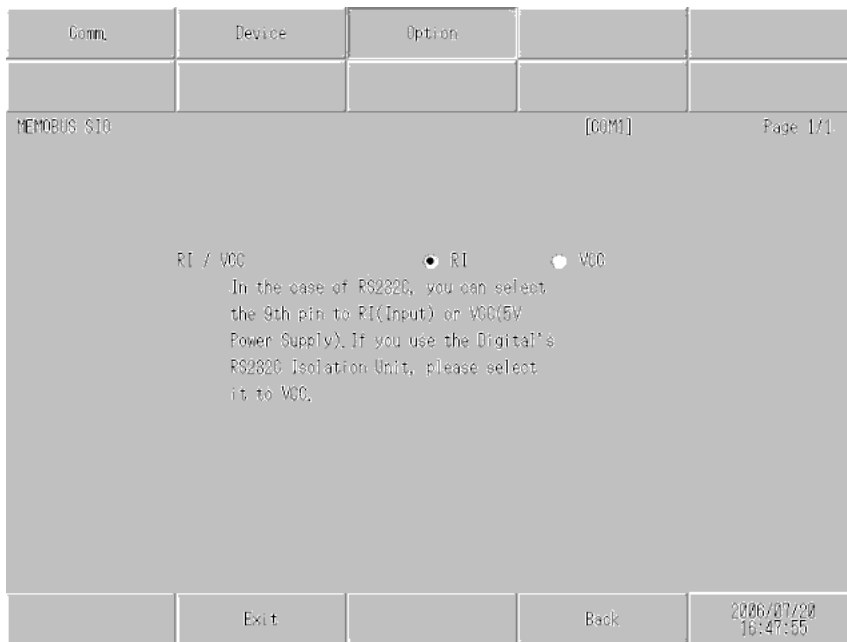 Comm. Device Option
MEMOBUS SIO [COM1] Page 1/1
RI / VCC RI VCC
In the case of RS232C, you can select
the 9th pin to RI(Input) or VCC(5V
Power Supply).If you use the Digital's
RS232C Isolation Unit, please select
it to VCC.
Exit Back 2006/07/20
16:47:55